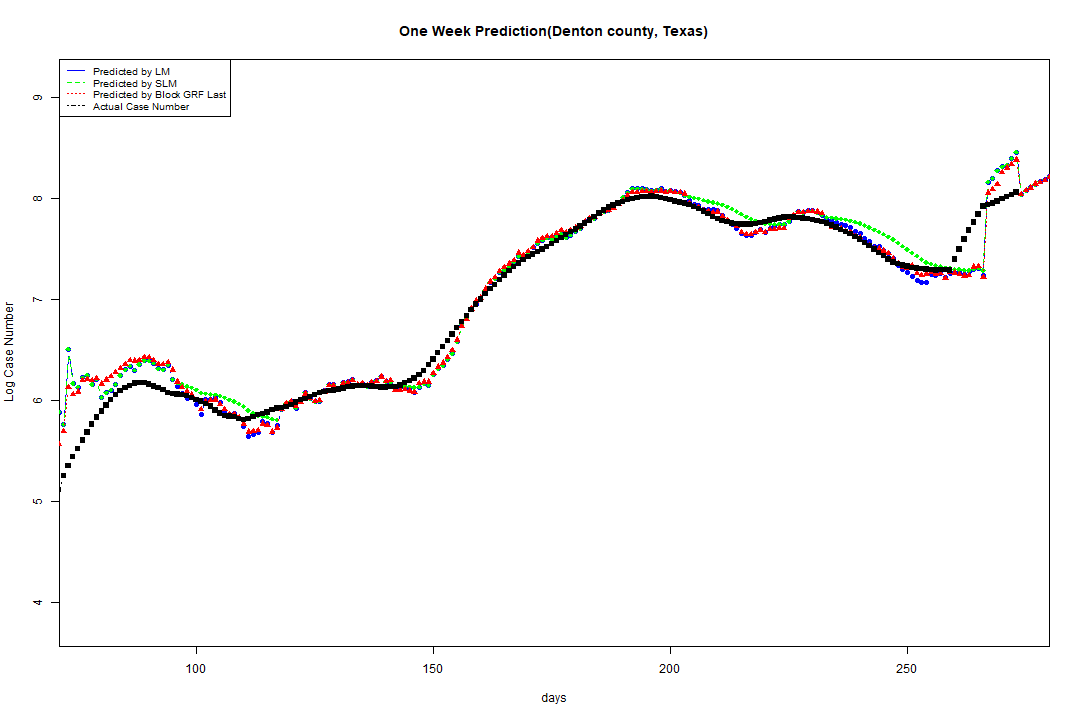 One Week Prediction(Denton county, Texas)
Predicted by LM
Predicted by SLM
Predicted by Block GRF Last
Actual Case Number
9
8
7
6
5
4
Log Case Number
100
150
200
250
days